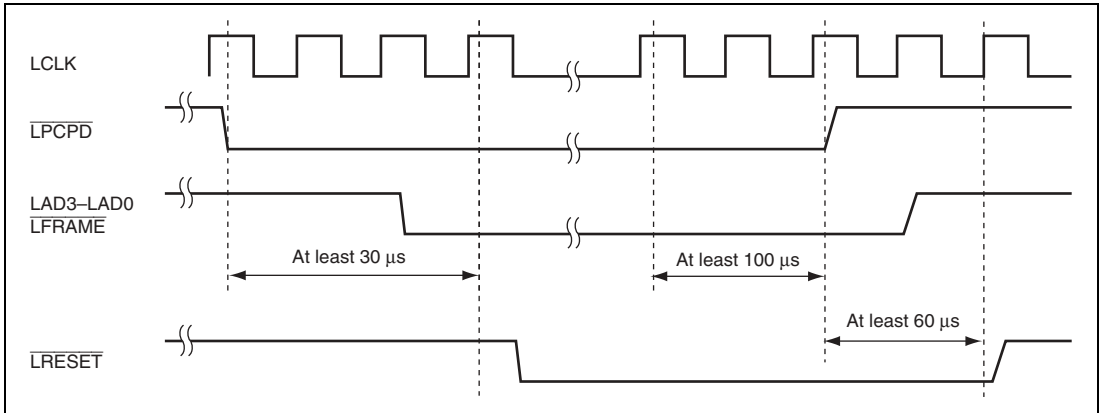 LCLK
LPCPD
LAD3–LAD0
LFRAME
At least 30 μs
At least 100 μs
At least 60 μs
LRESET